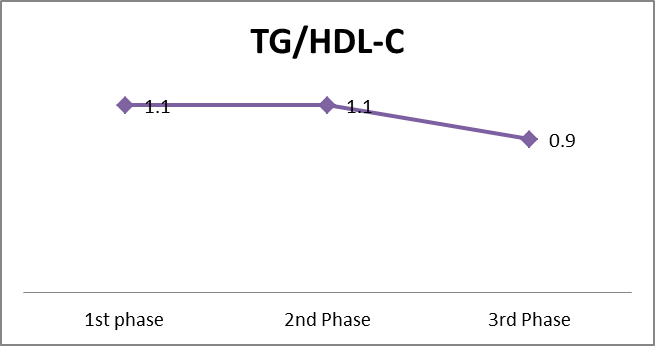 TG/HDL-C
1.1
1.1
0.9
1st phase
2nd Phase
3rd Phase